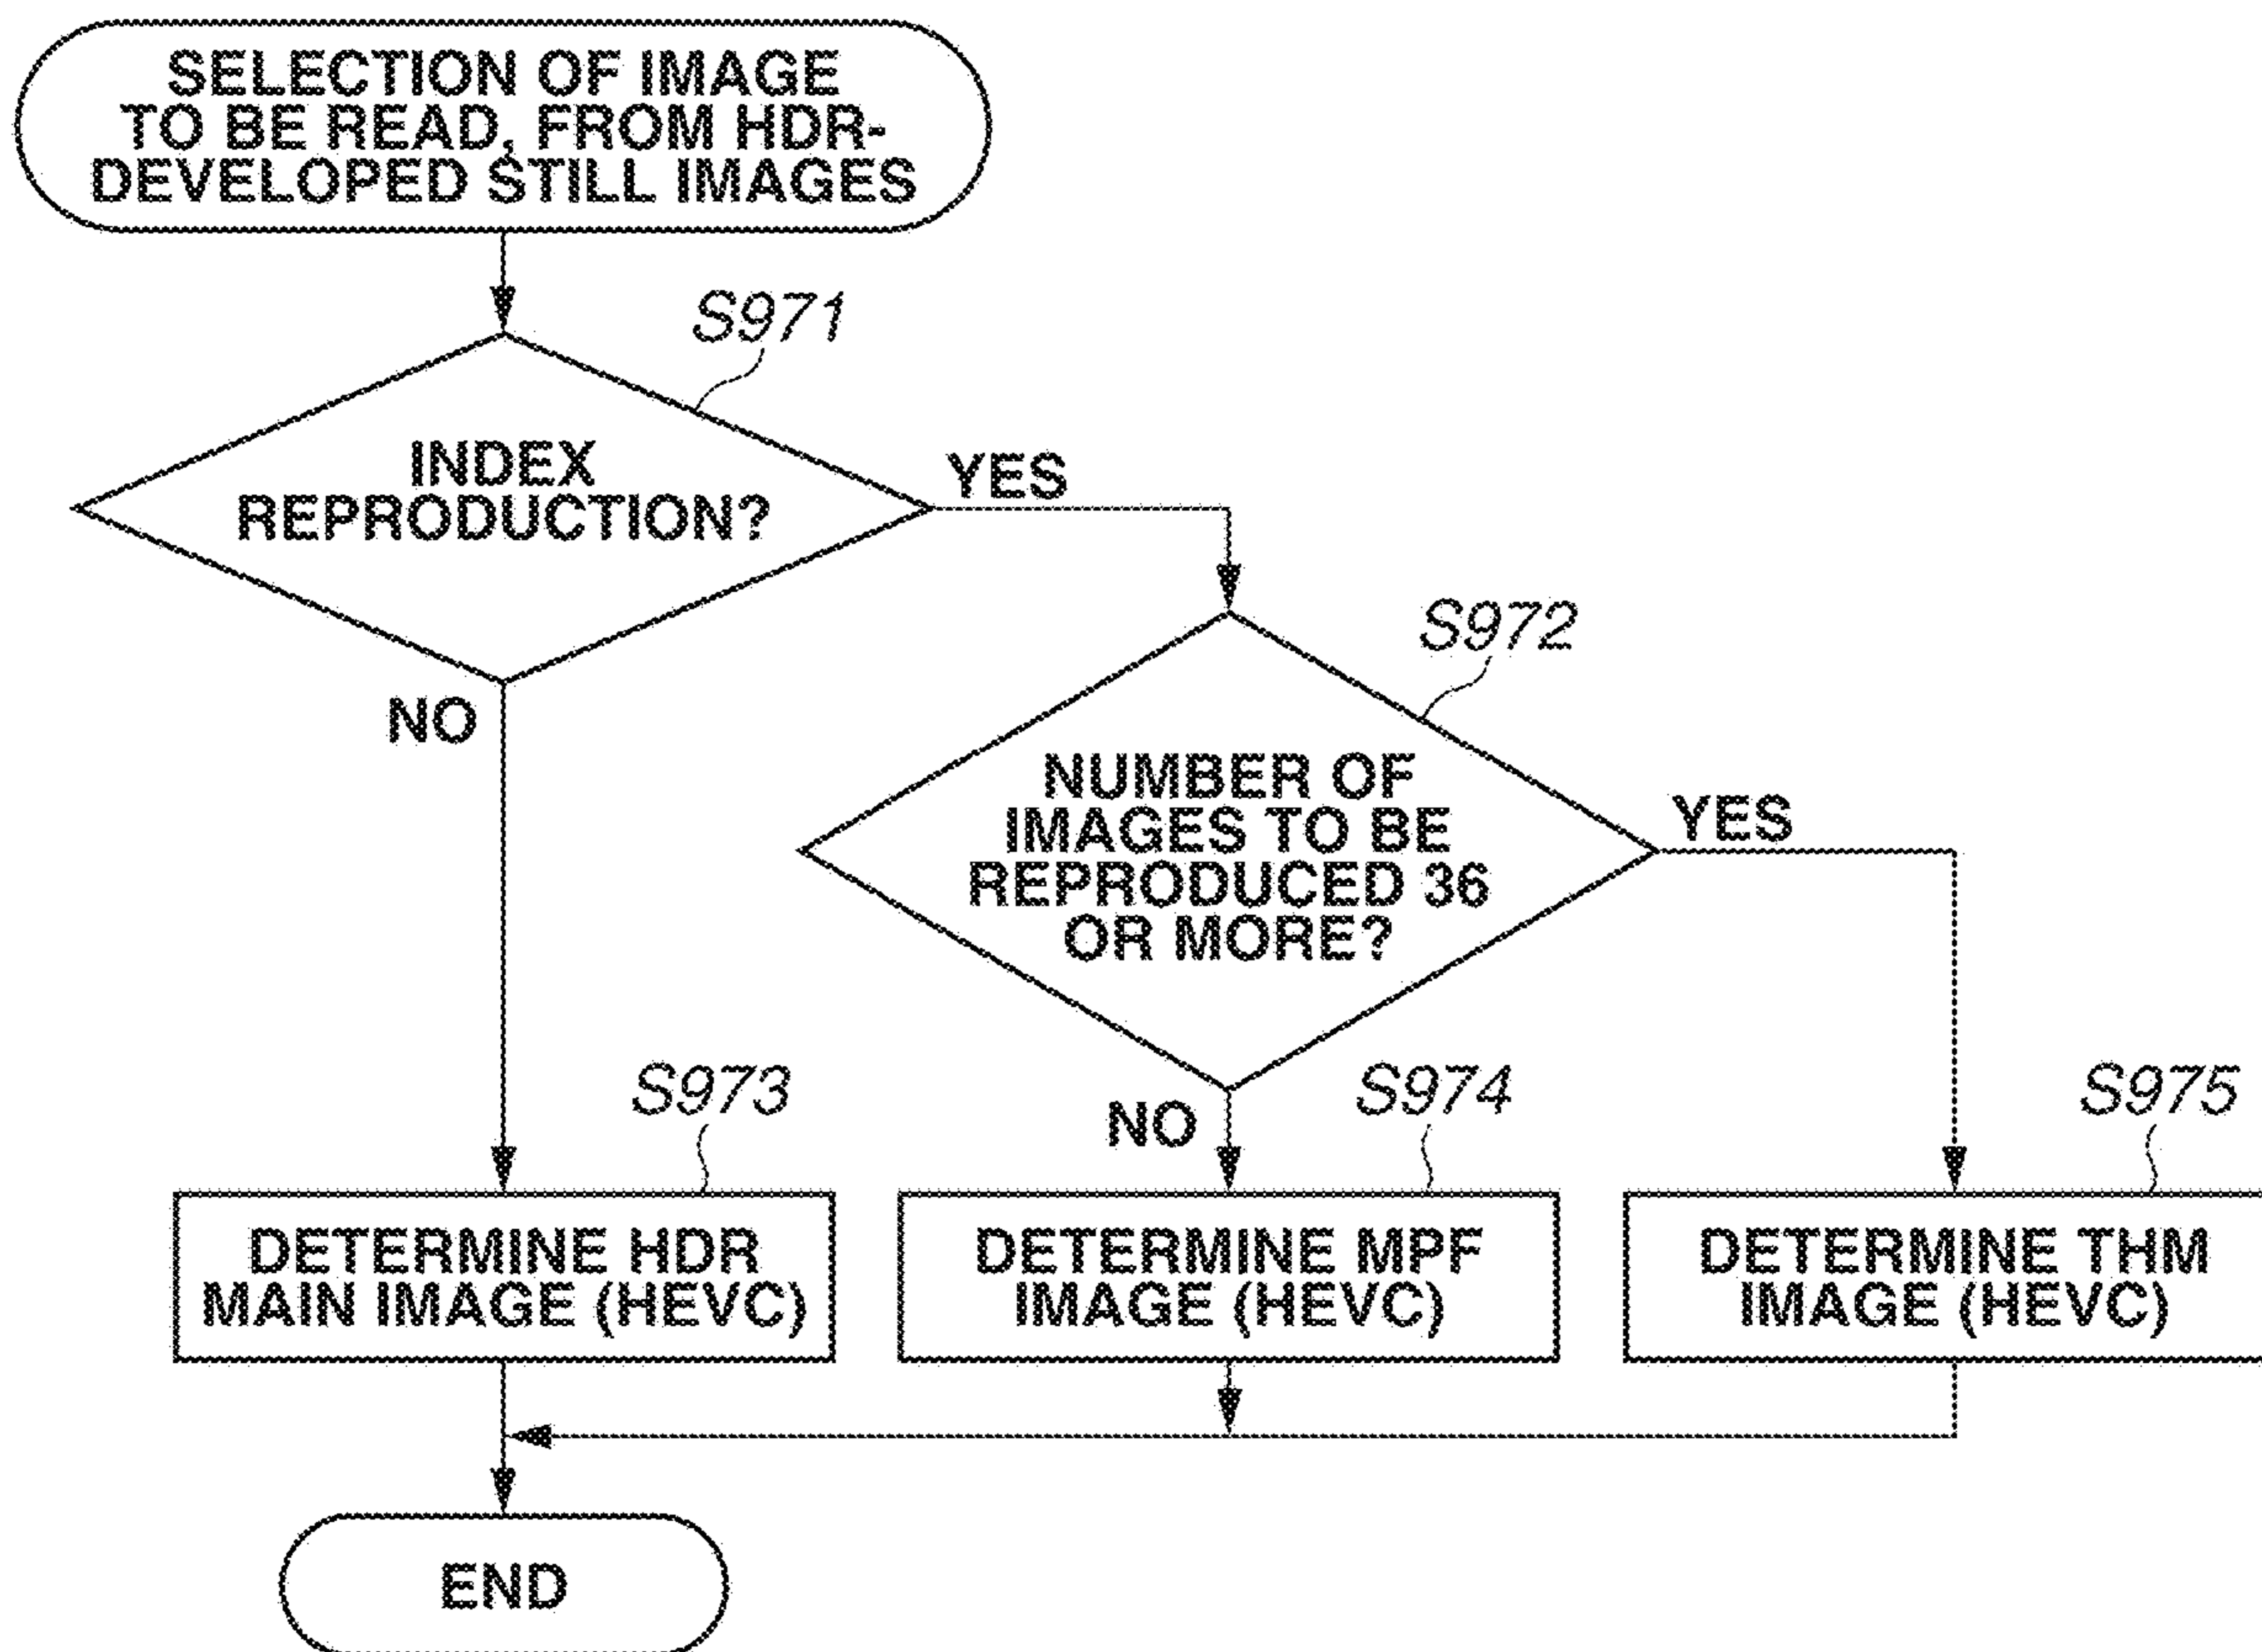 SELECTION OF IMAGE
TO BE READ, FROM HDR-
DEVELOPED STILL IMAGES
S971
INDEX
REPRODUCTION?
YES
NO
S972
NUMBER OF
IMAGES TO BE
REPRODUCED 36
OR MORE?
YES
NO
S973
DETERMINE HDR
MAIN IMAGE (HEVC)
S974
DETERMINE MPF
IMAGE (HEVC)
S975
DETERMINE THM
IMAGE (HEVC)
END